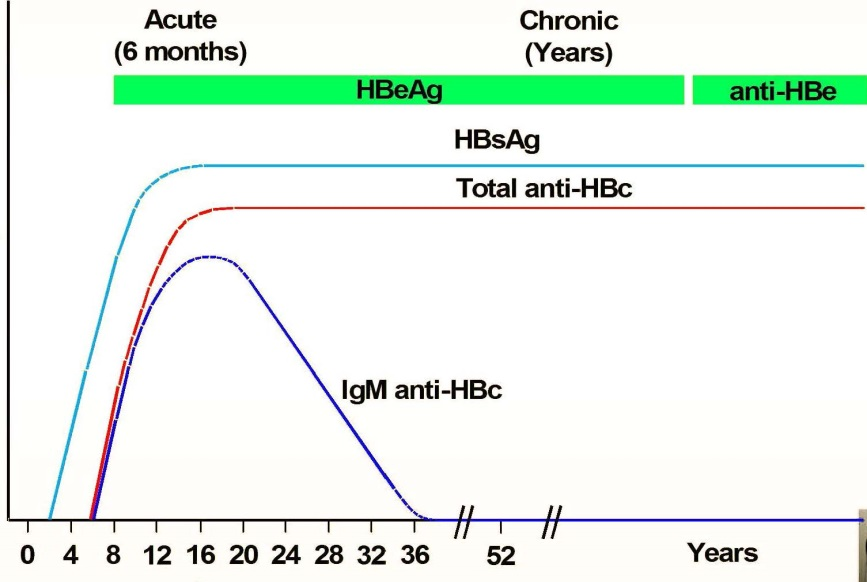 Acute
(6 months)
Chronic
(Years)
HBeAg
anti-HBe
HBsAg
Total anti-HBc
IgM anti-HBc
0 4 8 12 16 20 24 28 32 36 52 Years